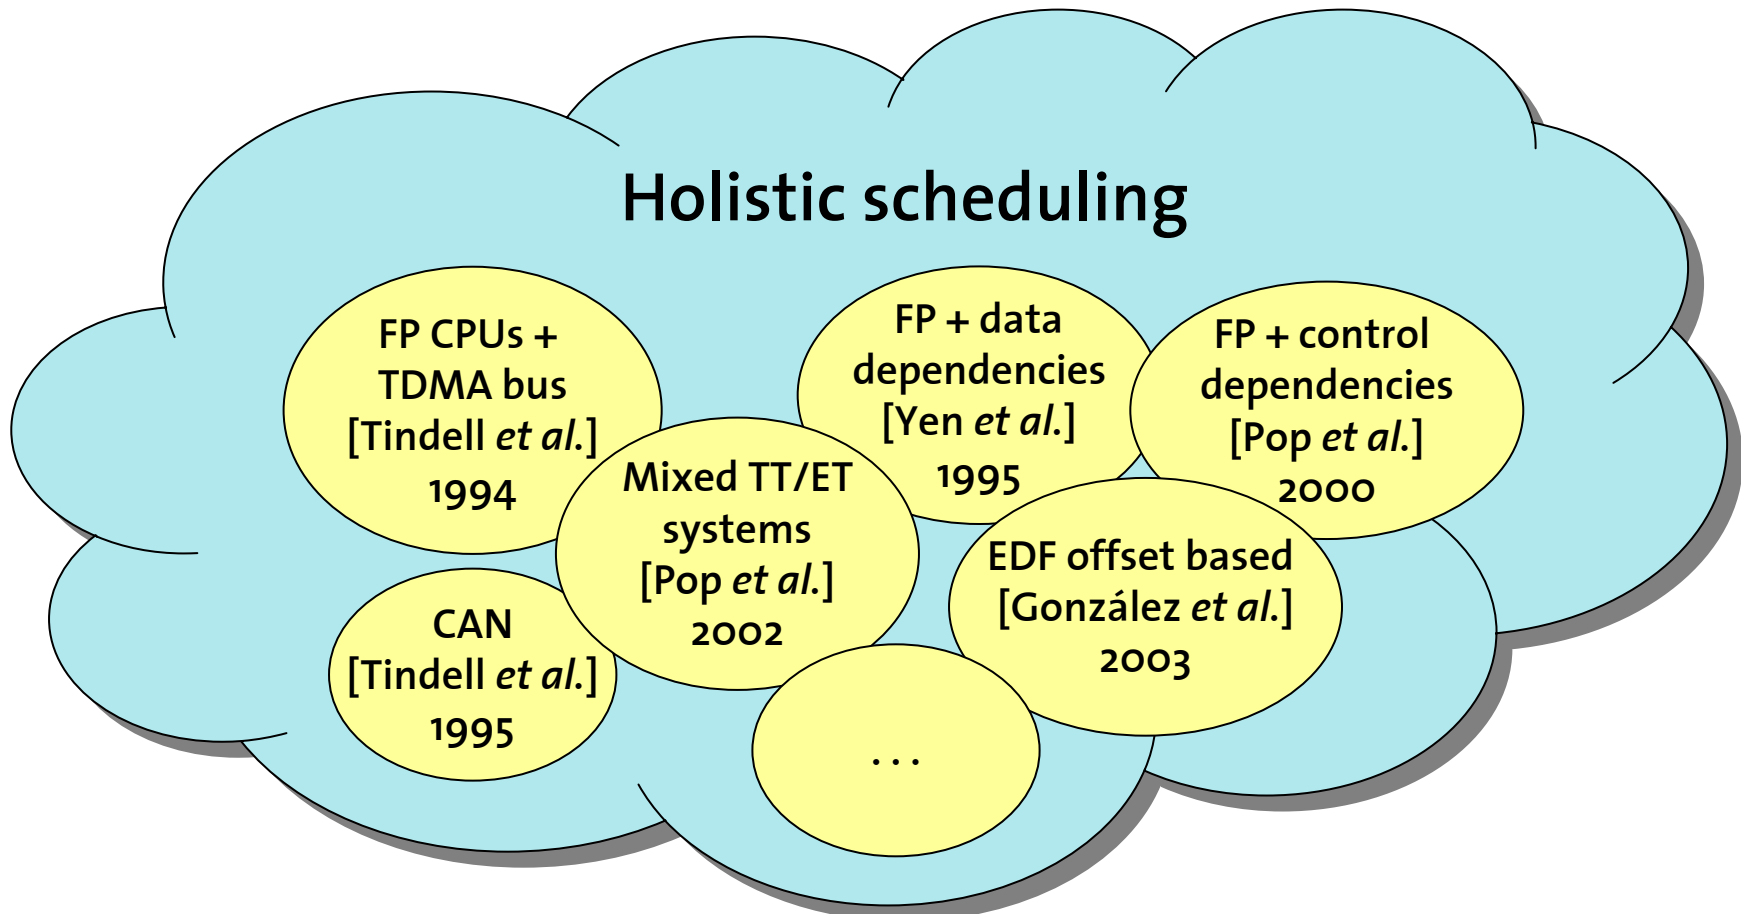 Holistic scheduling
FP CPUs +
TDMA bus
[Tindell et al.]
1994
FP + data
dependencies
[Yen et al.]
1995
FP + control
dependencies
[Pop et al.]
2000
Mixed TT/ET
systems
[Pop et al.]
2002
EDF offset based
[González et al.]
2003
CAN
[Tindell et al.]
1995
...